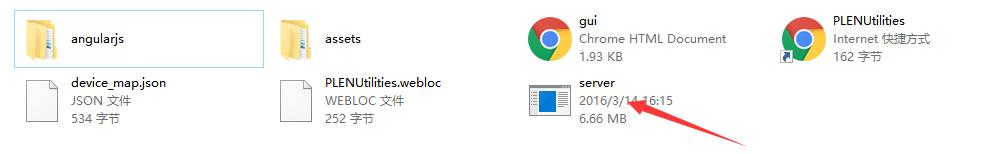 angularjs
assets
gui
Chrome HTML Document
1.93 KB
PLENUtilities
Internet 快捷方式
162 字节
device_map.json
JSON 文件
534 字节
PLENUtilities.webloc
WEBLOC 文件
252 字节
server
2016/3/14 16:15
6.66 MB